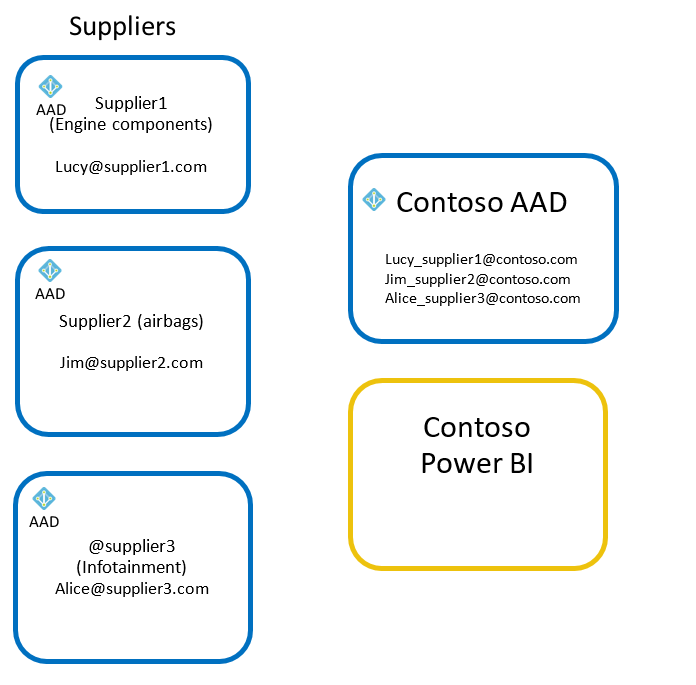 Suppliers
AAD
Supplier1
(Engine components)
Lucy@supplier1.com
AAD
Supplier2 (airbags)
Jim@supplier2.com
AAD
@supplier3
(Infotainment)
Alice@supplier3.com
Contoso AAD
Lucy_supplier1@contoso.com
Jim_supplier2@contoso.com
Alice_supplier3@contoso.com
Contoso
Power BI